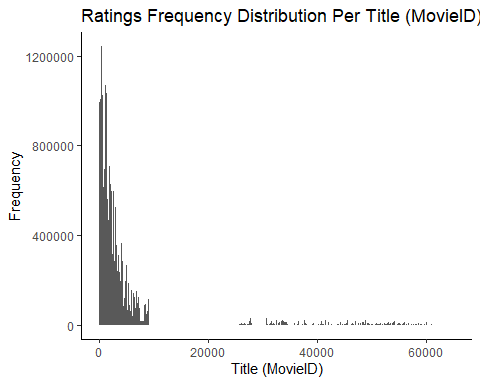 Ratings Frequency Distribution Per Title (MovieID)
1200000
800000
400000
0
Frequency
0
20000
40000
60000
Title (MovieID)